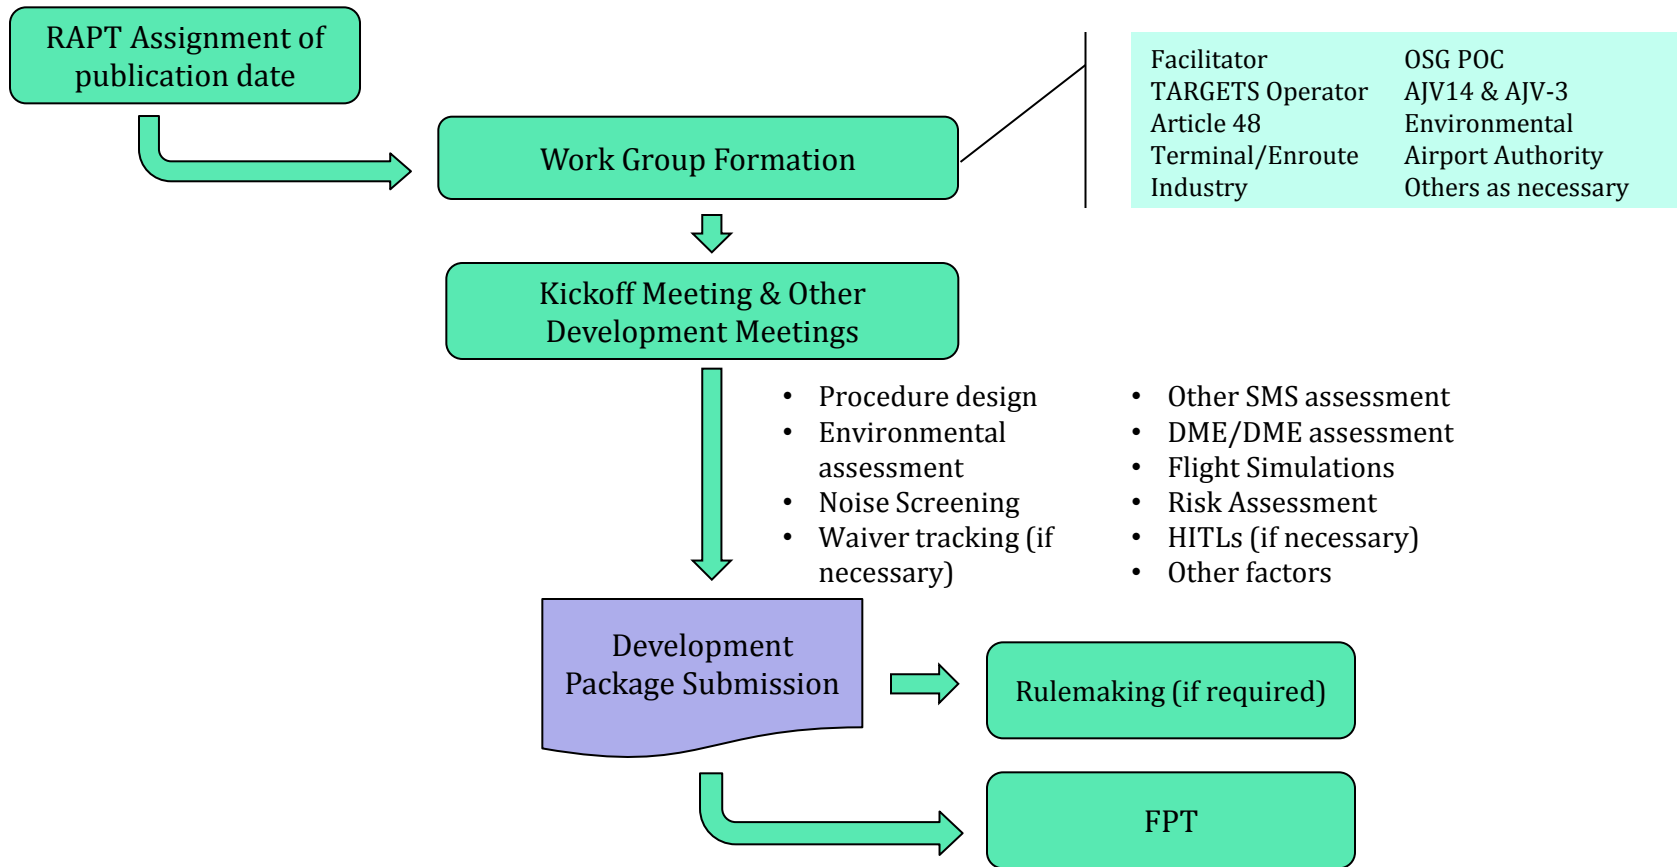 RAPT Assignment of
publication date
Work Group Formation
Facilitator
TARGETS Operator
Article 48
Terminal/Enroute
Industry
OSG POC
AJV14 & AJV-3
Environmental
Airport Authority
Others as necessary
Kickoff Meeting & Other
Development Meetings
• Procedure design
• Environmental
assessment
• Noise Screening
• Waiver tracking (if
necessary)
• Other SMS assessment
• DME/DME assessment
• Flight Simulations
• Risk Assessment
• HITLs (if necessary)
• Other factors
Development
Package Submission
Rulemaking (if required)
FPT